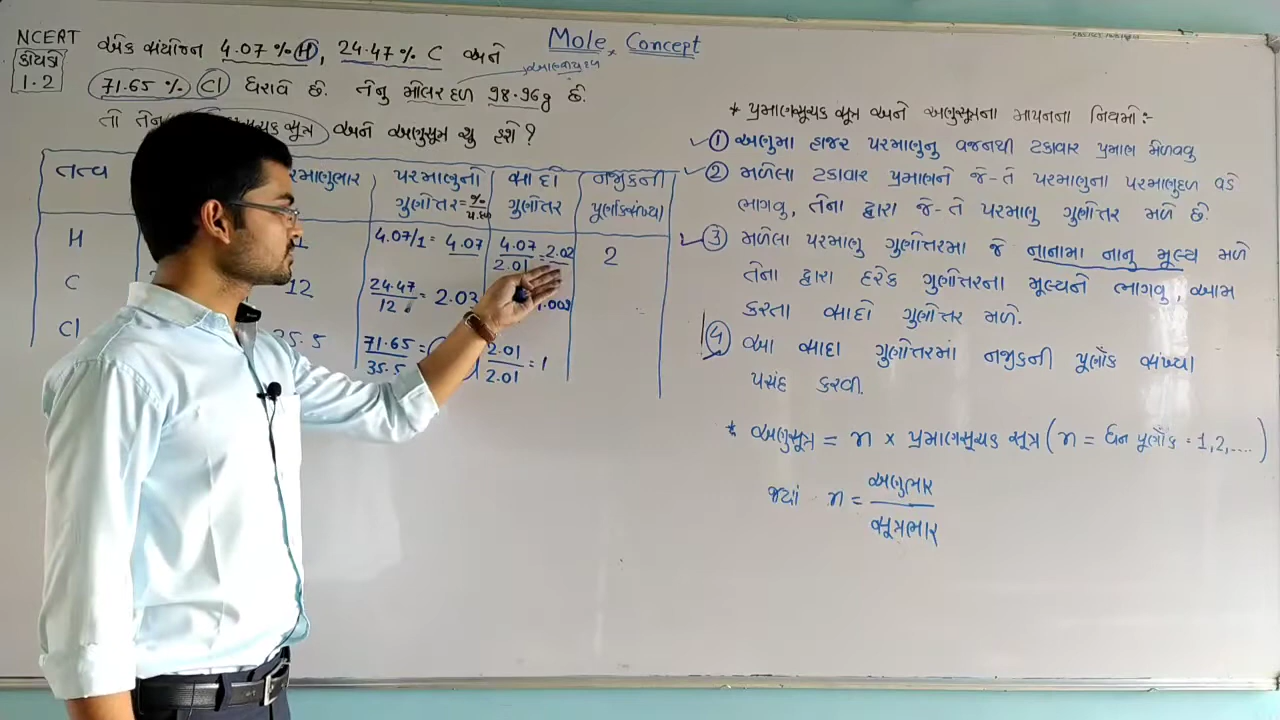 Mole Concept
NCERT
કોયડો
1.2
એક સંયોજન 4.07 % H, 24.47 % C અને
71.65 % Cl ધરાવે છે. તેનુ મોલર દળ 98.96g છે.
તો તેનુ સૂત્ર અને અણુસૂત્ર શુ હશે ?
તત્વ
પરમાણુનો
ગુણોત્તર = %
સાદો
ગુણોત્તર
નજીકની
પૂર્ણાંકસંખ્યા
H 1 4.07/1 = 4.07 4.07/2.01 = 2.02 2
C 12 24.47/12 = 2.03
Cl 71.65/35.5 = 2.01/2.01 = 1
* પ્રમાણસૂચક સૂત્ર અને અણુસૂત્રના માપનના નિયમો :-
① અણુમા હાજર પરમાણુનુ વજનથી ટકાવાર પ્રમાણ મેળવવુ
② મળેલા ટકાવાર પ્રમાણને જે-તે પરમાણુના પરમાણુદળ વડે
ભાગવુ, તેના દ્વારા જે-તે પરમાણુ ગુણોત્તર મળે છે.
③ મળેલા પરમાણુ ગુણોત્તરમા જે નાનામા નાનુ મૂલ્ય મળે
તેના દ્વારા દરેક ગુણોત્તરના મૂલ્યને ભાગવુ, આમ
કરતા સાદો ગુણોત્તર મળે.
④ આ સાદા ગુણોત્તરમાં નજીકની પૂર્ણાંક સંખ્યા
પસંદ કરવી.
* અણુસૂત્ર = n × પ્રમાણસૂચક સૂત્ર (n = ધન પૂર્ણાંક = 1,2,....)
જ્યાં n = અણુભાર
સૂત્રભાર